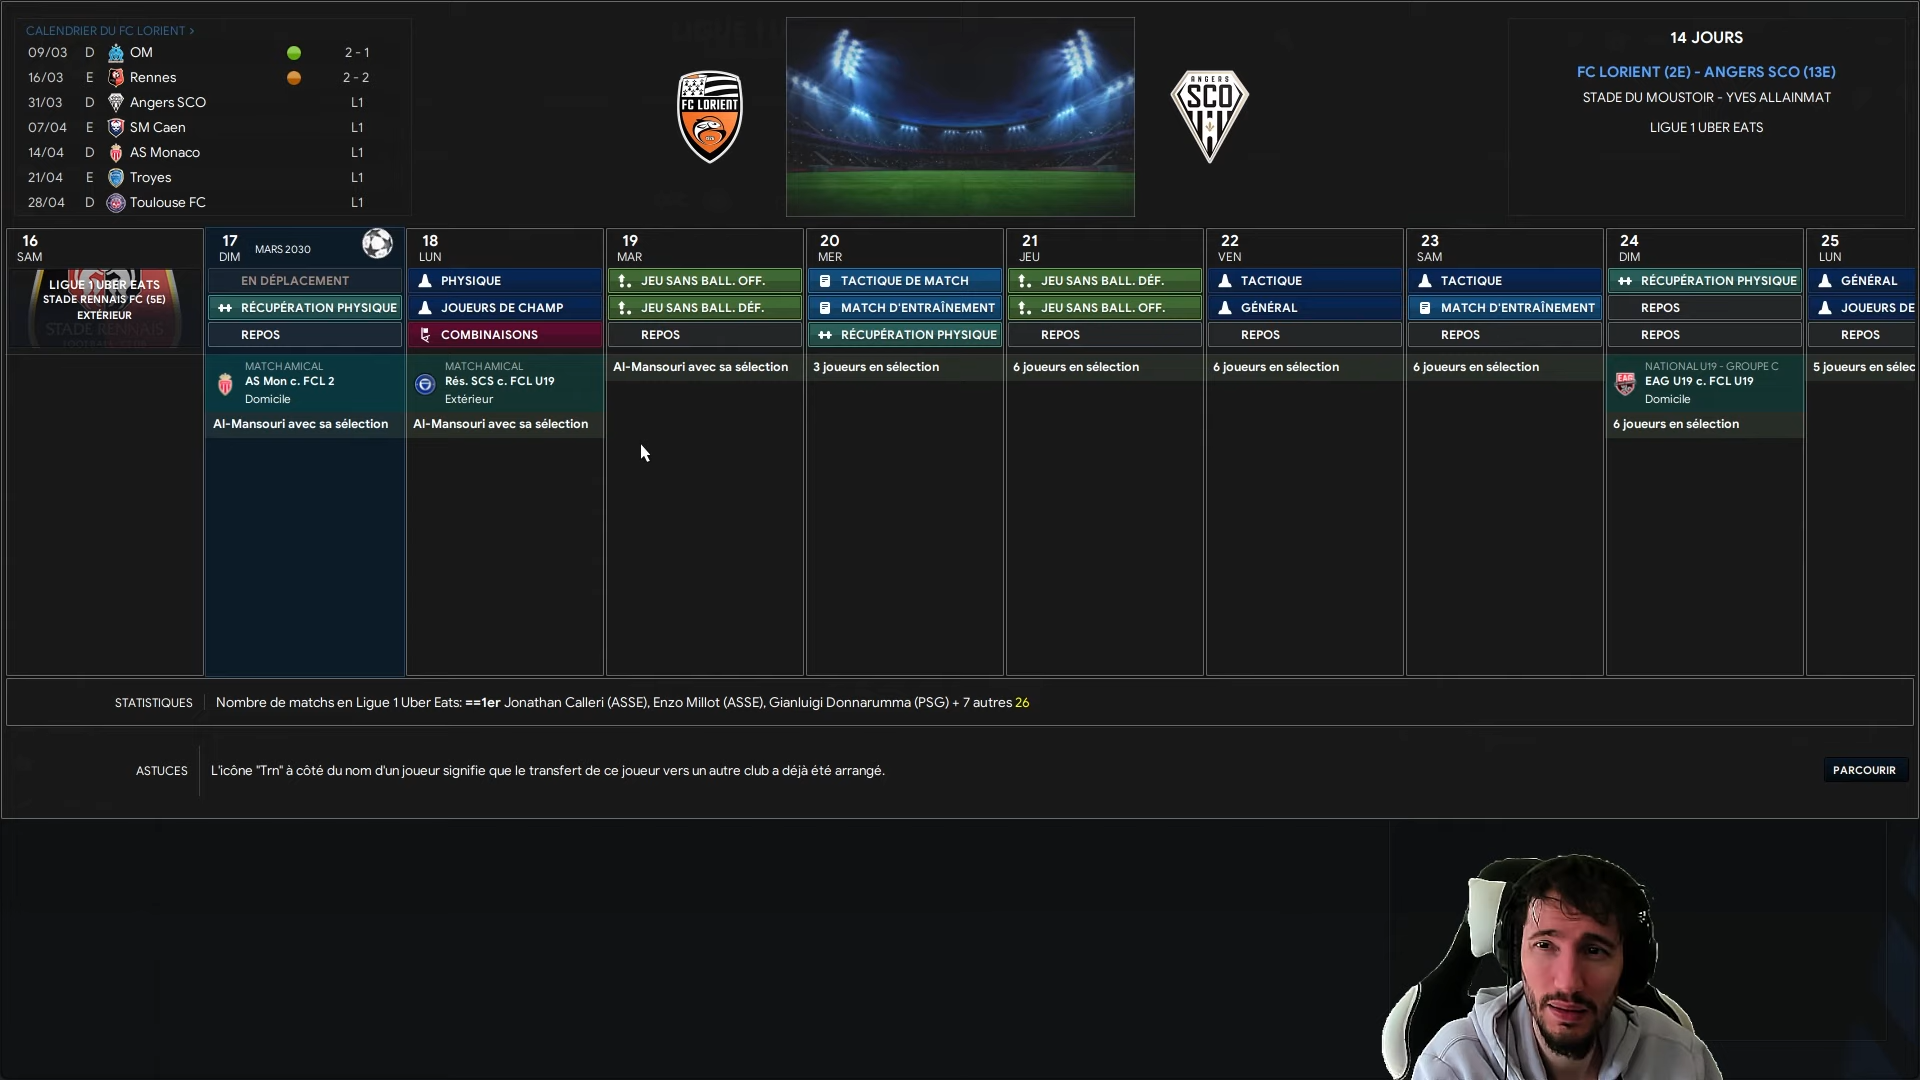 CALENDRIER DU FC LORIENT >
09/03 D OM 2 - 1
16/03 E Rennes 2 - 2
31/03 D Angers SCO L1
07/04 E SM Caen L1
14/04 D AS Monaco L1
21/04 E Troyes L1
28/04 D Toulouse FC L1
FC LORIENT
ANGERS
SCO
14 JOURS
FC LORIENT (2E) - ANGERS SCO (13E)
STADE DU MOUSTOIR - YVES ALLAINMAT
LIGUE 1 UBER EATS
16
SAM
LIGUE 1 UBER EATS
STADE RENNAIS FC (5E)
EXTÉRIEUR
STADE RENNAIS
17
DIM
MARS 2030
EN DÉPLACEMENT
RÉCUPÉRATION PHYSIQUE
REPOS
MATCH AMICAL
AS Mon c. FCL 2
Domicile
Al-Mansouri avec sa sélection
18
LUN
PHYSIQUE
JOUEURS DE CHAMP
COMBINAISONS
MATCH AMICAL
Rés. SCS c. FCL U19
Extérieur
Al-Mansouri avec sa sélection
19
MAR
JEU SANS BALL. OFF.
JEU SANS BALL. DÉF.
REPOS
Al-Mansouri avec sa sélection
20
MER
TACTIQUE DE MATCH
MATCH D'ENTRAÎNEMENT
RÉCUPÉRATION PHYSIQUE
3 joueurs en sélection
21
JEU
JEU SANS BALL. DÉF.
JEU SANS BALL. OFF.
REPOS
6 joueurs en sélection
22
VEN
TACTIQUE
GÉNÉRAL
REPOS
6 joueurs en sélection
23
SAM
TACTIQUE
MATCH D'ENTRAÎNEMENT
REPOS
6 joueurs en sélection
24
DIM
RÉCUPÉRATION PHYSIQUE
REPOS
REPOS
NATIONAL U19 - GROUPE C
EAG U19 c. FCL U19
Domicile
6 joueurs en sélection
25
LUN
GÉNÉRAL
JOUEURS DE
REPOS
5 joueurs en sélec
STATISTIQUES
Nombre de matchs en Ligue 1 Uber Eats: ==1er Jonathan Calleri (ASSE), Enzo Millot (ASSE), Gianluigi Donnarumma (PSG) + 7 autres 26
ASTUCES
L'icône "Trn" à côté du nom d'un joueur signifie que le transfert de ce joueur vers un autre club a déjà été arrangé.
PARCOURIR